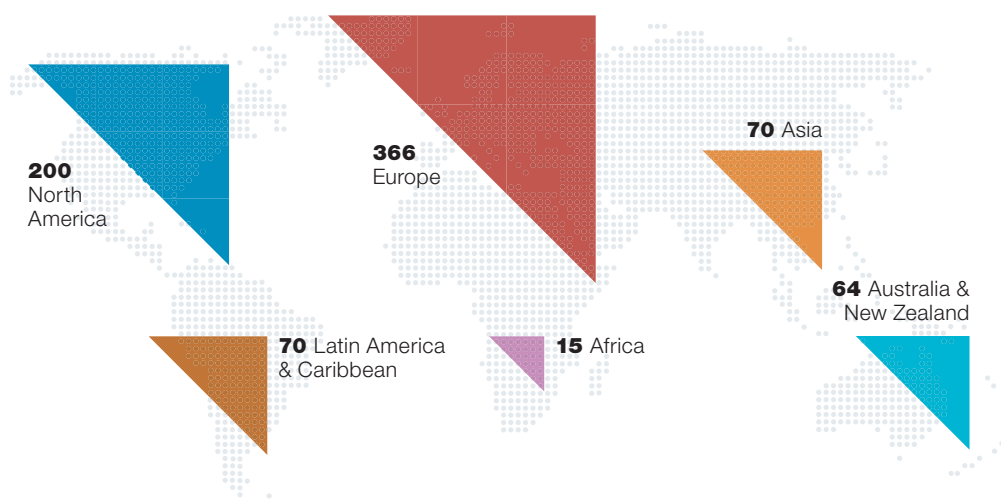 200
North
America
366
Europe
70 Asia
64 Australia &
New Zealand
70 Latin America
& Caribbean
15 Africa